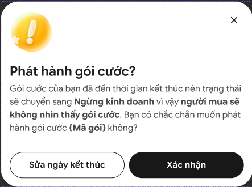 Phát hành gói cước?
Gói cước của bạn đã đến thời gian kết thúc nên trạng thái
sẽ chuyển sang Ngừng kinh doanh vì vậy người mua sẽ
không nhìn thấy gói cước. Bạn có chắc chắn muốn phát
hành gói cước (Mã gói) không?
Sửa ngày kết thúc
Xác nhận